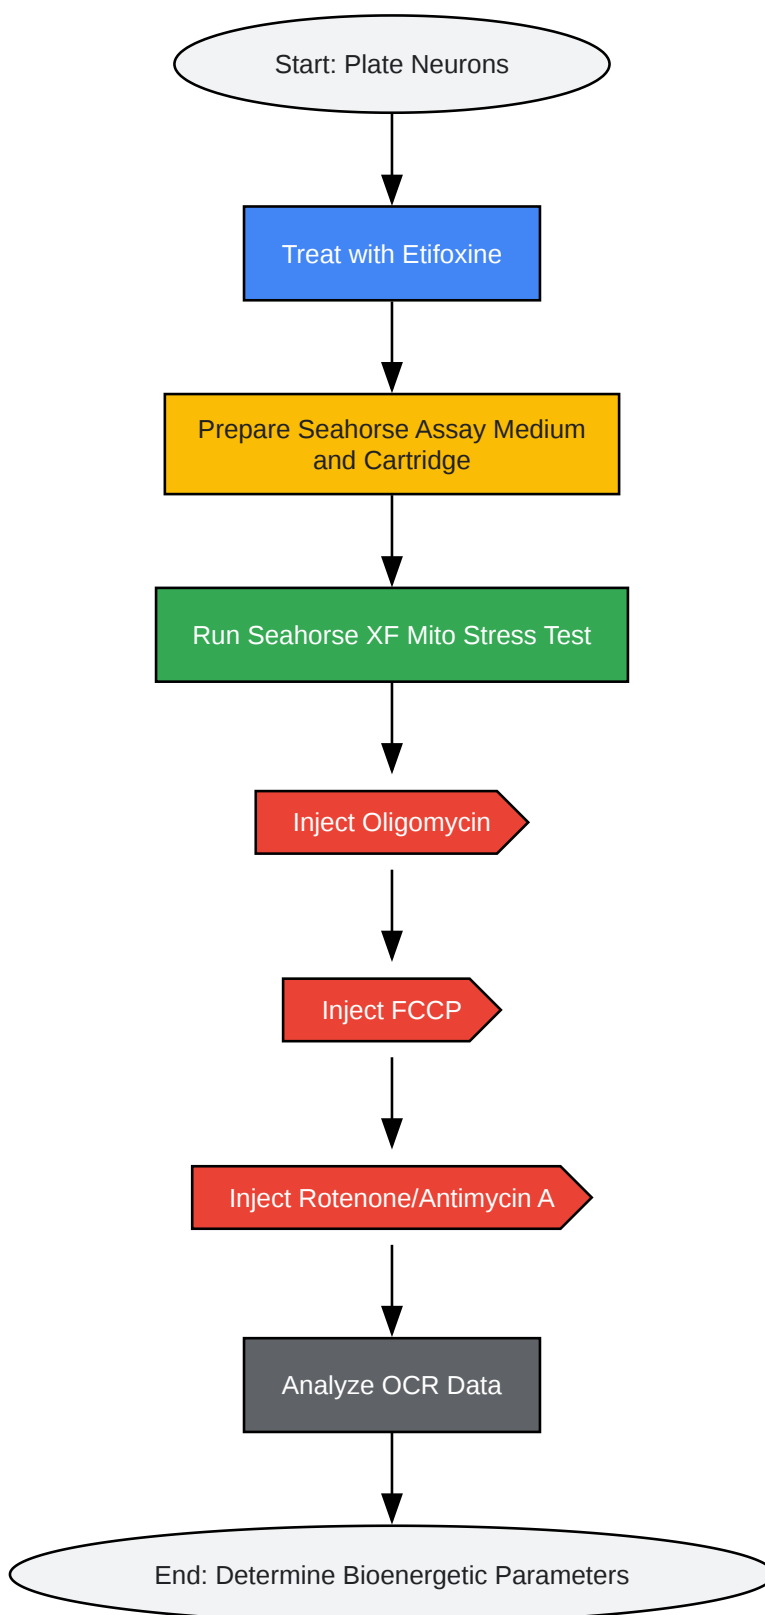 Start: Plate Neurons
Treat with Etifoxine
Prepare Seahorse Assay Medium
and Cartridge
Run Seahorse XF Mito Stress Test
Inject Oligomycin
Inject FCCP
Inject Rotenone/Antimycin A
Analyze OCR Data
End: Determine Bioenergetic Parameters